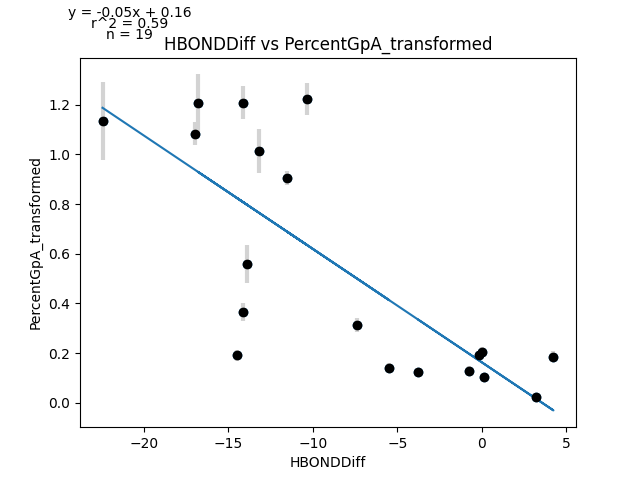 y = -0.05x + 0.16
r^2 = 0.59
n = 19
HBONDDiff vs PercentGpA_transformed
PercentGpA_transformed
1.2
1.0
0.8
0.6
0.4
0.2
0.0
−20
−15
−10
−5
0
5
HBONDDiff